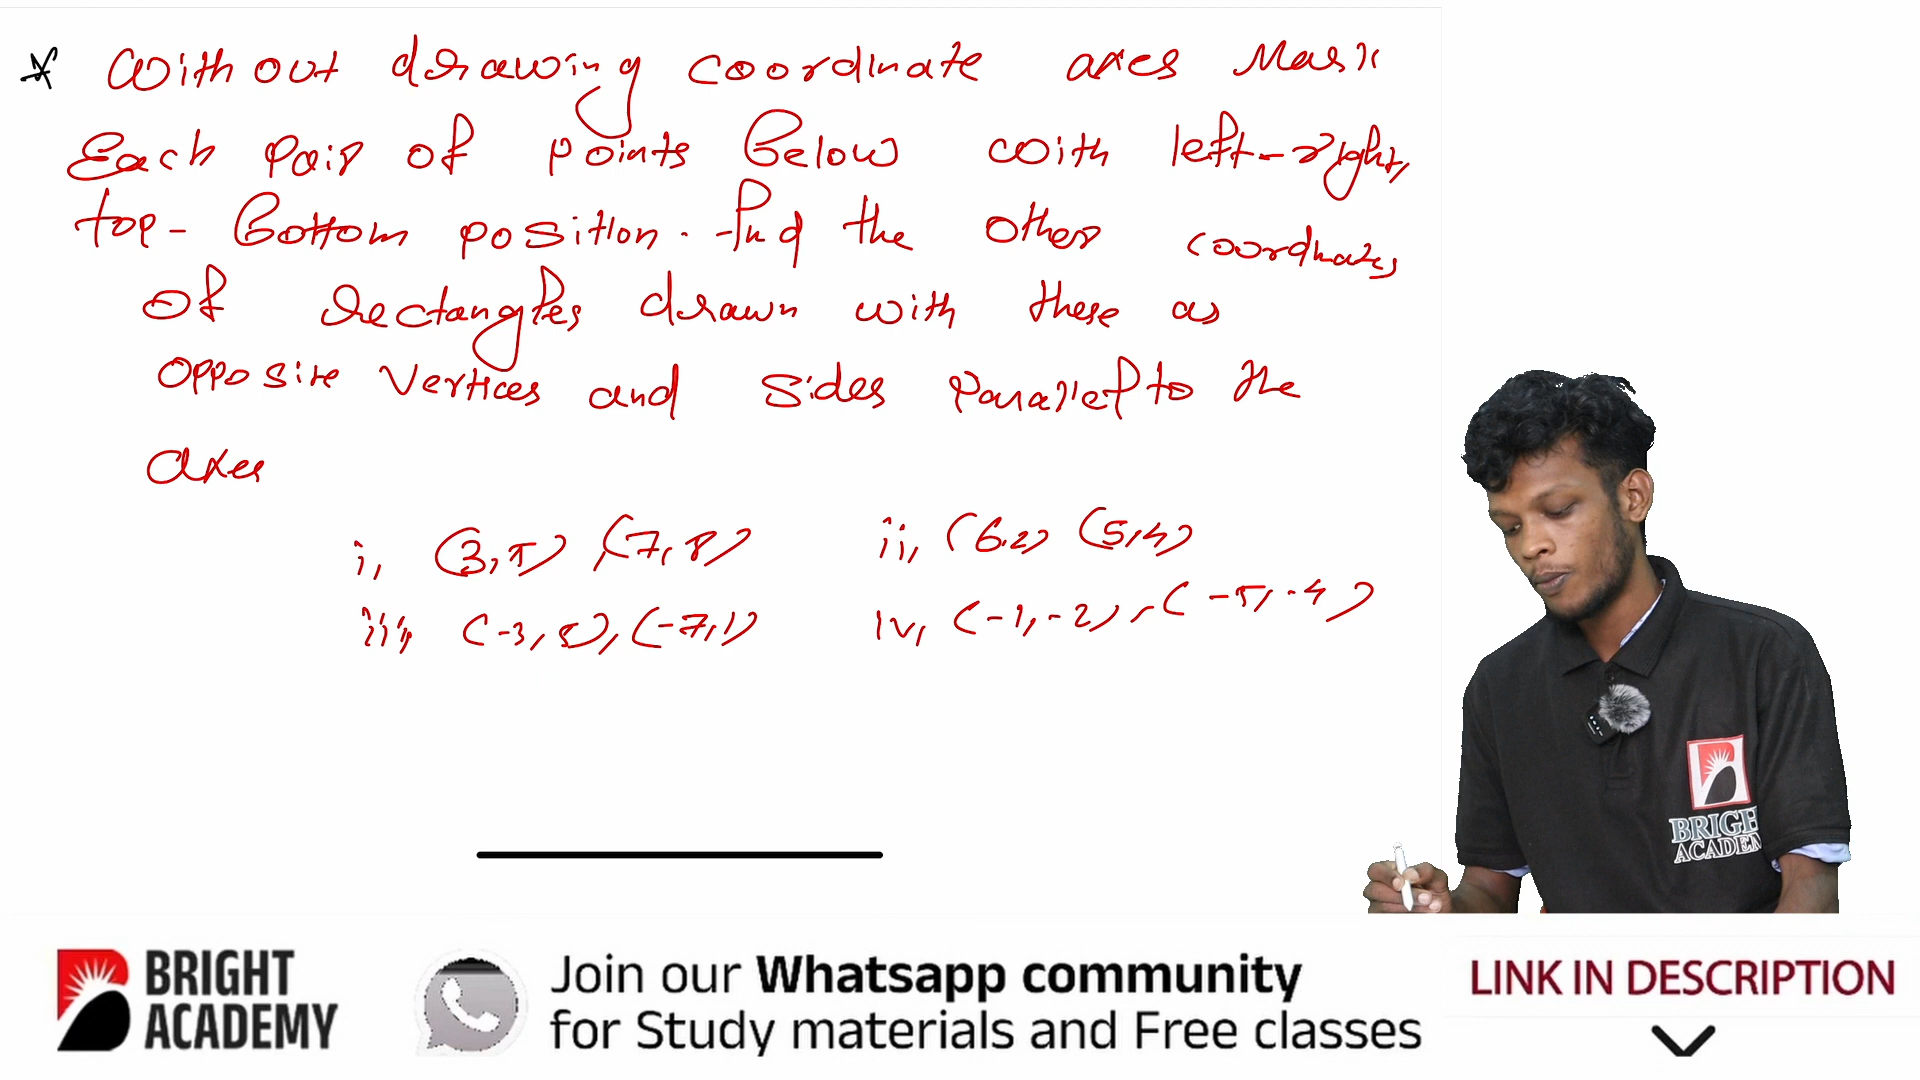 * Without drawing coordinate axes Mark
Each pair of points Below with left-right,
top-Bottom position. find the other coordinates
of rectangles drawn with these as
opposite vertices and sides Parallel to the
axes
i, (3,5), (7,8) ii, (6,2) (5,4)
iii, (-3,5), (-7,1) iv, (-1,-2), (-5,-4)
BRIGH
ACADEM
BRIGHT
ACADEMY
Join our Whatsapp community
for Study materials and Free classes
LINK IN DESCRIPTION